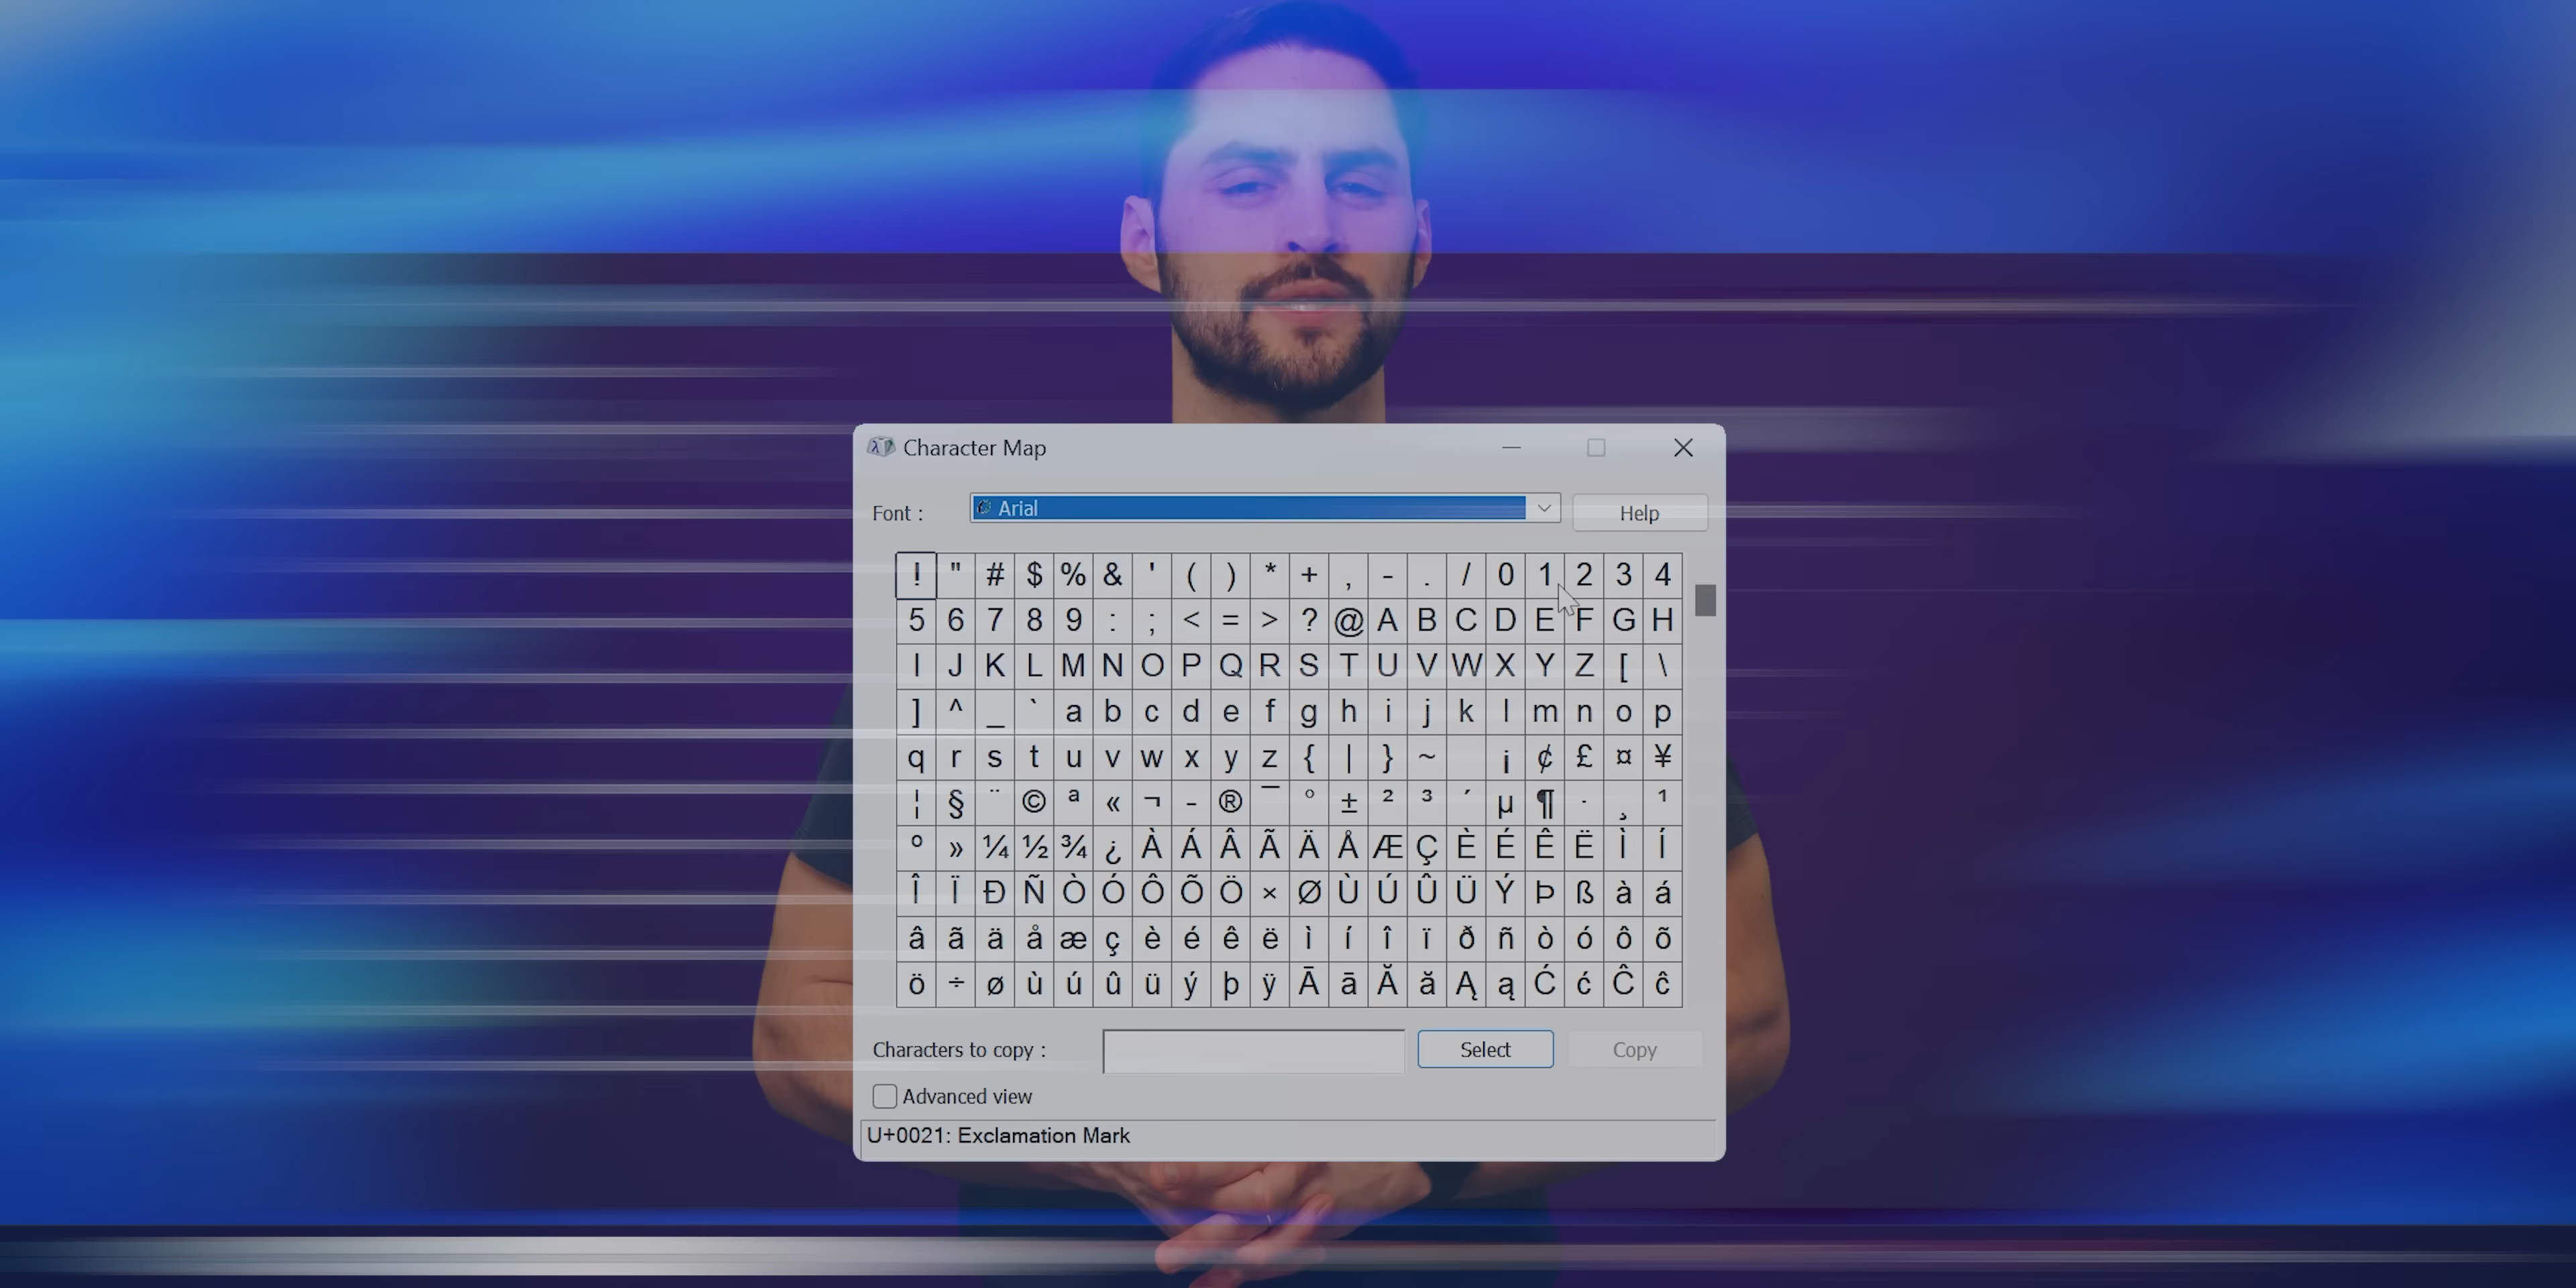 Character Map
Font : Arial Help
! " # $ % & ' ( ) * + , - . / 0 1 2 3 4
5 6 7 8 9 : ; < = > ? @ A B C D E F G H
I J K L M N O P Q R S T U V W X Y Z [ \
] ^ _ ` a b c d e f g h i j k l m n o p
q r s t u v w x y z { | } ~ ¡ ¢ £ ¤ ¥
¦ § ¨ © ª « ¬ - ® ¯ ° ± ² ³ ´ µ ¶ · ¸ ¹
º » ¼ ½ ¾ ¿ À Á Â Ã Ä Å Æ Ç È É Ê Ë Ì Í
Î Ï Ð Ñ Ò Ó Ô Õ Ö × Ø Ù Ú Û Ü Ý Þ ß à á
â ã ä å æ ç è é ê ë ì í î ï ð ñ ò ó ô õ
ö ÷ ø ù ú û ü ý þ ÿ Ā ā Ă ă Ą ą Ć ć Ĉ ĉ
Characters to copy : Select Copy
Advanced view
U+0021: Exclamation Mark